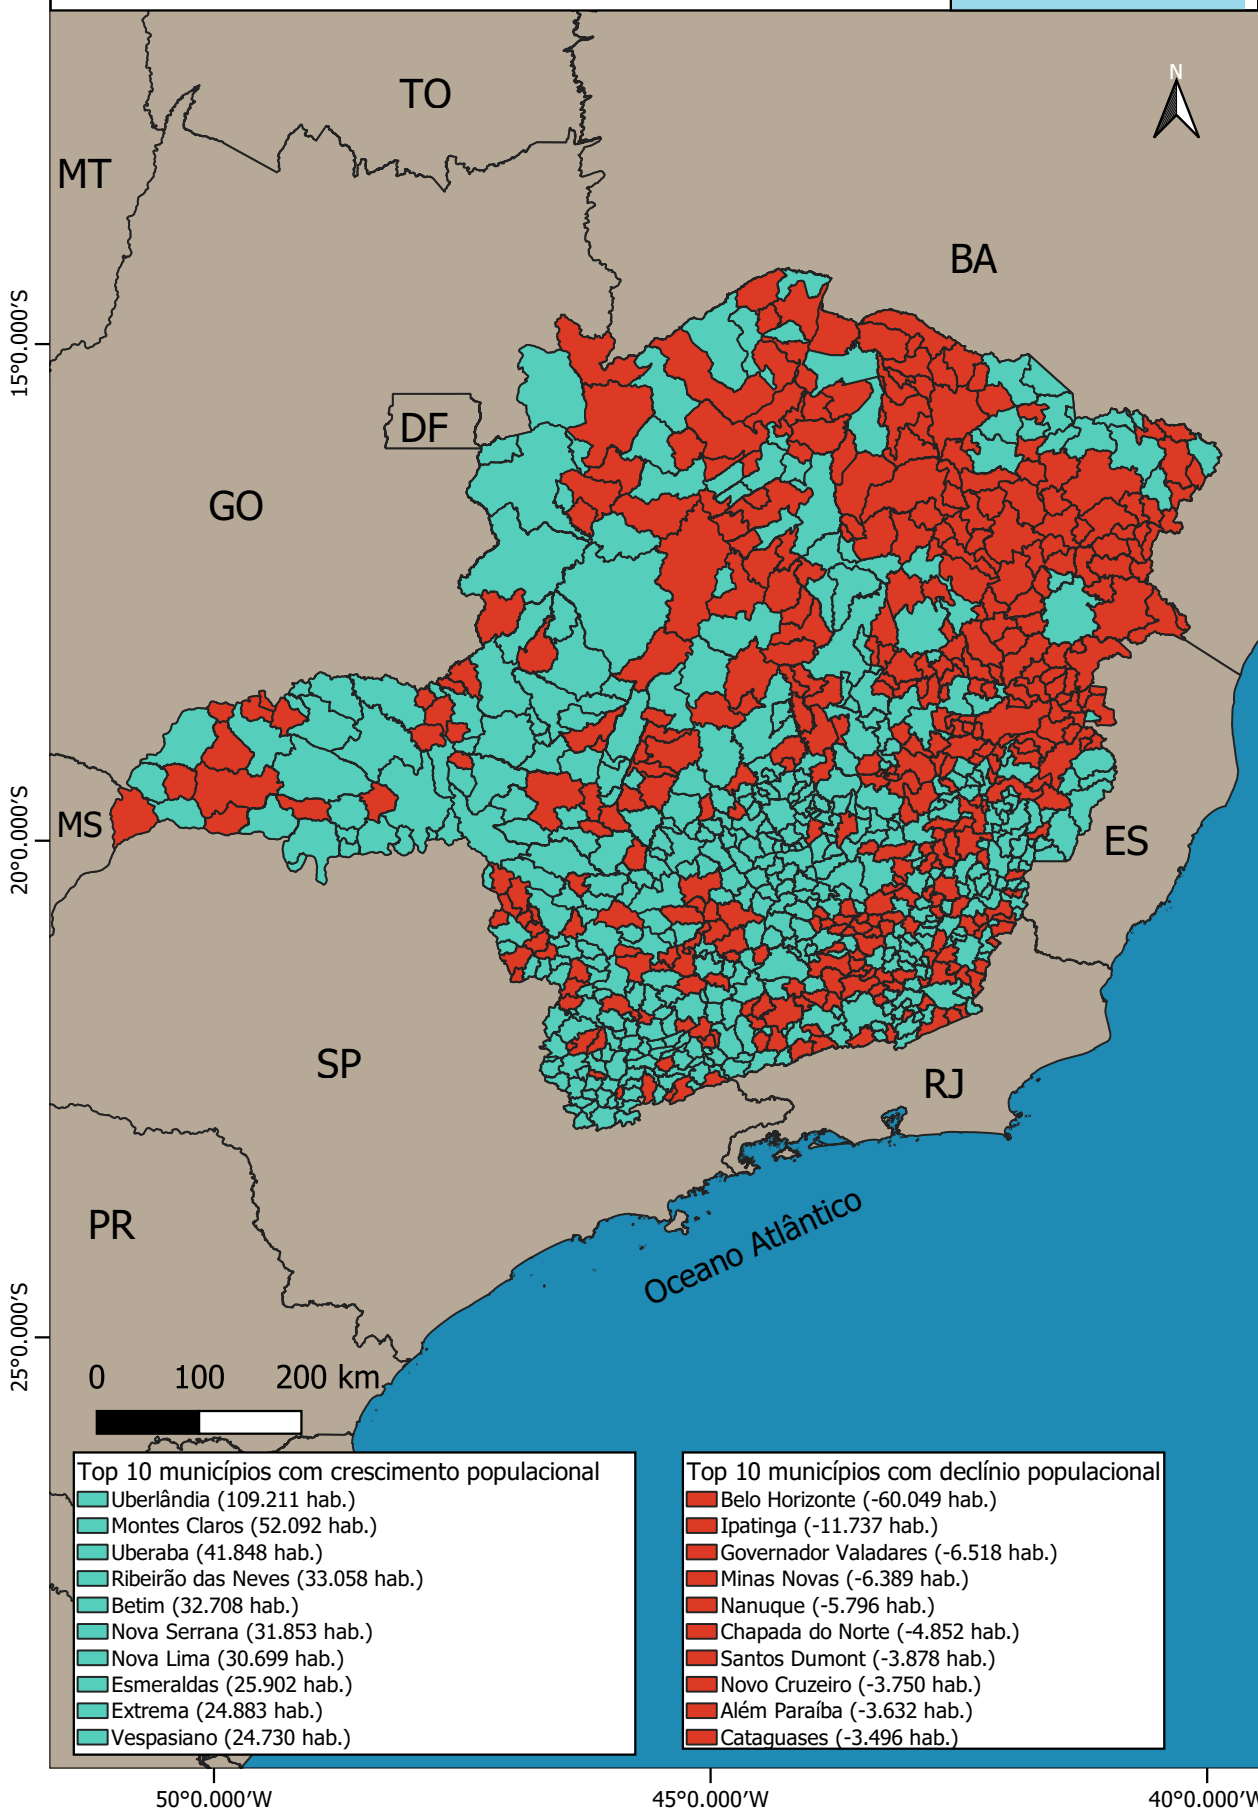 N
TO
MT
BA
15°0.000'S
DF
GO
20°0.000'S
MS
ES
SP
RJ
PR
Oceano Atlântico
25°0.000'S
0 100 200 km
Top 10 municípios com crescimento populacional
Uberlândia (109.211 hab.)
Montes Claros (52.092 hab.)
Uberaba (41.848 hab.)
Ribeirão das Neves (33.058 hab.)
Betim (32.708 hab.)
Nova Serrana (31.853 hab.)
Nova Lima (30.699 hab.)
Esmeraldas (25.902 hab.)
Extrema (24.883 hab.)
Vespasiano (24.730 hab.)
Top 10 municípios com declínio populacional
Belo Horizonte (-60.049 hab.)
Ipatinga (-11.737 hab.)
Governador Valadares (-6.518 hab.)
Minas Novas (-6.389 hab.)
Nanuque (-5.796 hab.)
Chapada do Norte (-4.852 hab.)
Santos Dumont (-3.878 hab.)
Novo Cruzeiro (-3.750 hab.)
Além Paraíba (-3.632 hab.)
Cataguases (-3.496 hab.)
50°0.000'W 45°0.000'W 40°0.000'W